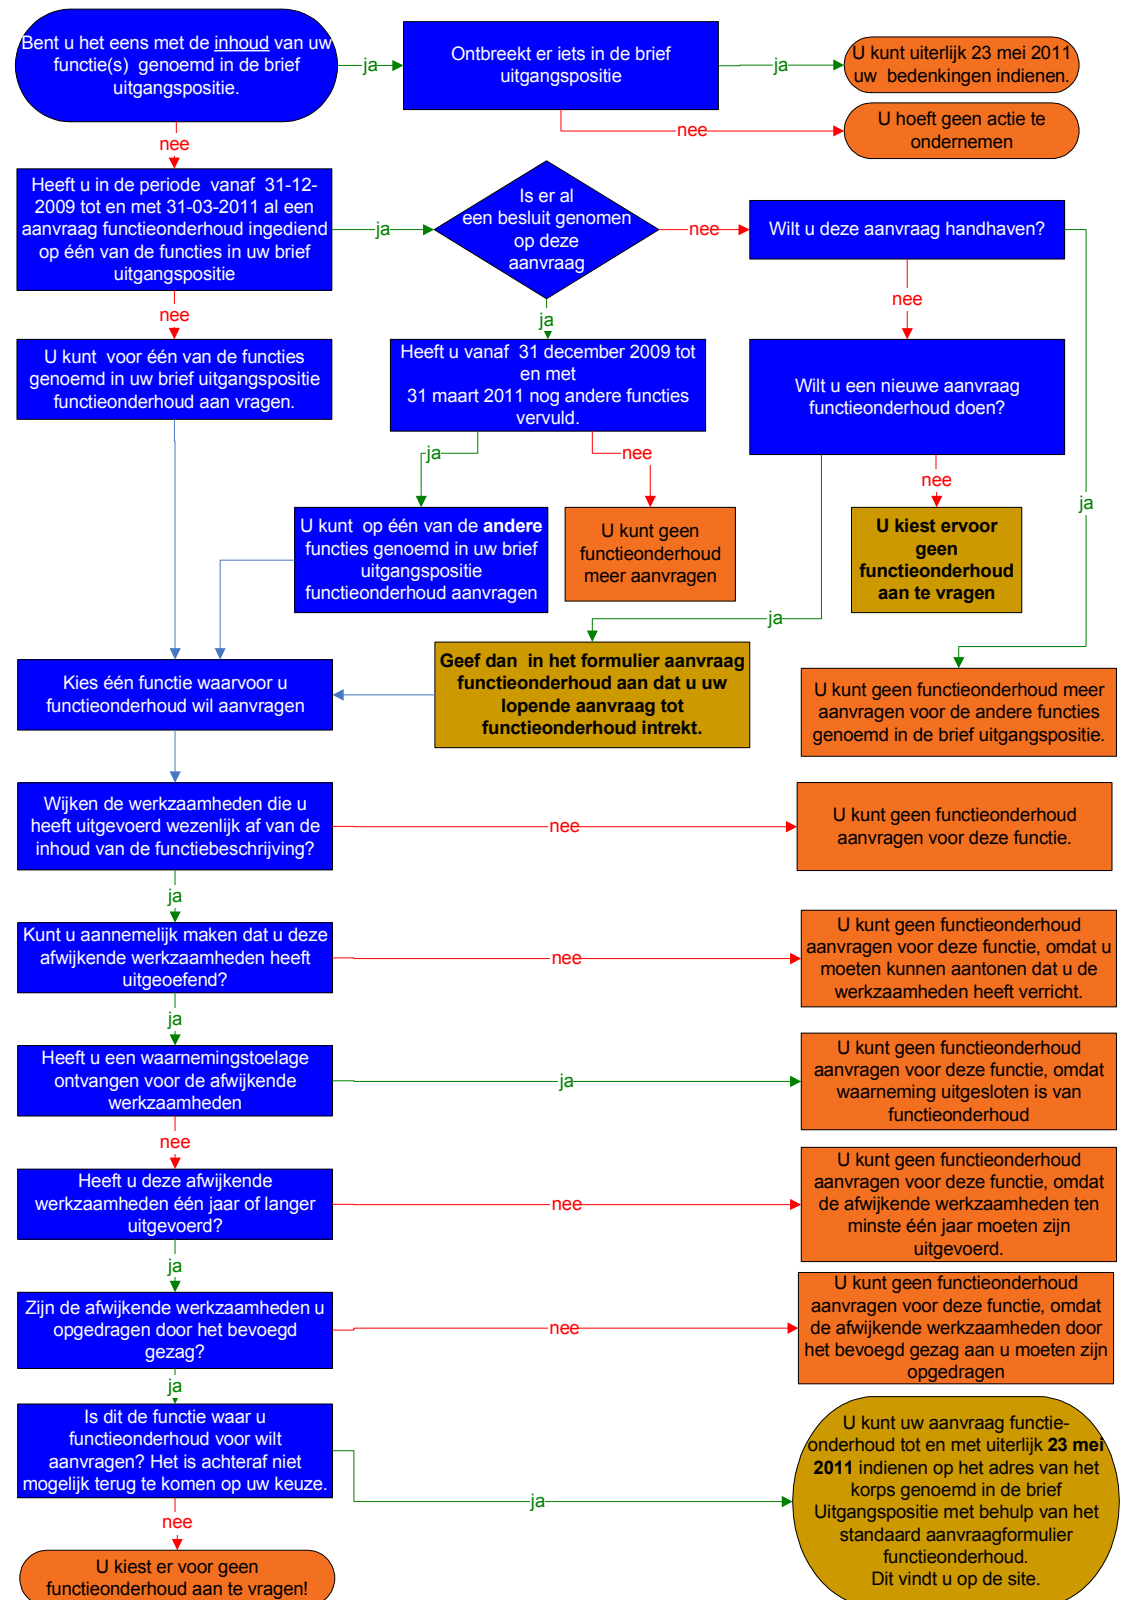 Bent u het eens met de inhoud van uw
functie(s) genoemd in de brief
uitgangspositie.
ja
Ontbreekt er iets in de brief
uitgangspositie
ja
U kunt uiterlijk 23 mei 2011
uw bedenkingen indienen.
nee
U hoeft geen actie te
ondernemen
nee
Heeft u in de periode vanaf 31-12-
2009 tot en met 31-03-2011 al een
aanvraag functieonderhoud ingediend
op één van de functies in uw brief
uitgangspositie
ja
Is er al
een besluit genomen
op deze
aanvraag
nee
Wilt u deze aanvraag handhaven?
nee
ja
nee
U kunt voor één van de functies
genoemd in uw brief uitgangspositie
functieonderhoud aan vragen.
Heeft u vanaf 31 december 2009 tot
en met
31 maart 2011 nog andere functies
vervuld.
Wilt u een nieuwe aanvraag
functieonderhoud doen?
ja
nee
nee
ja
U kunt op één van de andere
functies genoemd in uw brief
uitgangspositie
functieonderhoud aanvragen
U kunt geen
functieonderhoud
meer aanvragen
U kiest ervoor
geen
functieonderhoud
aan te vragen
ja
Kies één functie waarvoor u
functieonderhoud wil aanvragen
Geef dan in het formulier aanvraag
functieonderhoud aan dat u uw
lopende aanvraag tot
functieonderhoud intrekt.
U kunt geen functieonderhoud meer
aanvragen voor de andere functies
genoemd in de brief uitgangspositie.
Wijken de werkzaamheden die u
heeft uitgevoerd wezenlijk af van de
inhoud van de functiebeschrijving?
nee
U kunt geen functieonderhoud
aanvragen voor deze functie.
ja
Kunt u aannemelijk maken dat u deze
afwijkende werkzaamheden heeft
uitgeoefend?
nee
U kunt geen functieonderhoud
aanvragen voor deze functie, omdat u
moeten kunnen aantonen dat u de
werkzaamheden heeft verricht.
ja
Heeft u een waarnemingstoelage
ontvangen voor de afwijkende
werkzaamheden
ja
U kunt geen functieonderhoud
aanvragen voor deze functie, omdat
waarneming uitgesloten is van
functieonderhoud
nee
Heeft u deze afwijkende
werkzaamheden één jaar of langer
uitgevoerd?
nee
U kunt geen functieonderhoud
aanvragen voor deze functie, omdat
de afwijkende werkzaamheden ten
minste één jaar moeten zijn
uitgevoerd.
ja
Zijn de afwijkende werkzaamheden u
opgedragen door het bevoegd
gezag?
nee
U kunt geen functieonderhoud
aanvragen voor deze functie, omdat
de afwijkende werkzaamheden door
het bevoegd gezag aan u moeten zijn
opgedragen
ja
Is dit de functie waar u
functieonderhoud voor wilt
aanvragen? Het is achteraf niet
mogelijk terug te komen op uw keuze.
ja
U kunt uw aanvraag functie-
onderhoud tot en met uiterlijk 23 mei
2011 indienen op het adres van het
korps genoemd in de brief
Uitgangspositie met behulp van het
standaard aanvraagformulier
functieonderhoud.
Dit vindt u op de site.
nee
U kiest er voor geen
functieonderhoud aan te vragen!